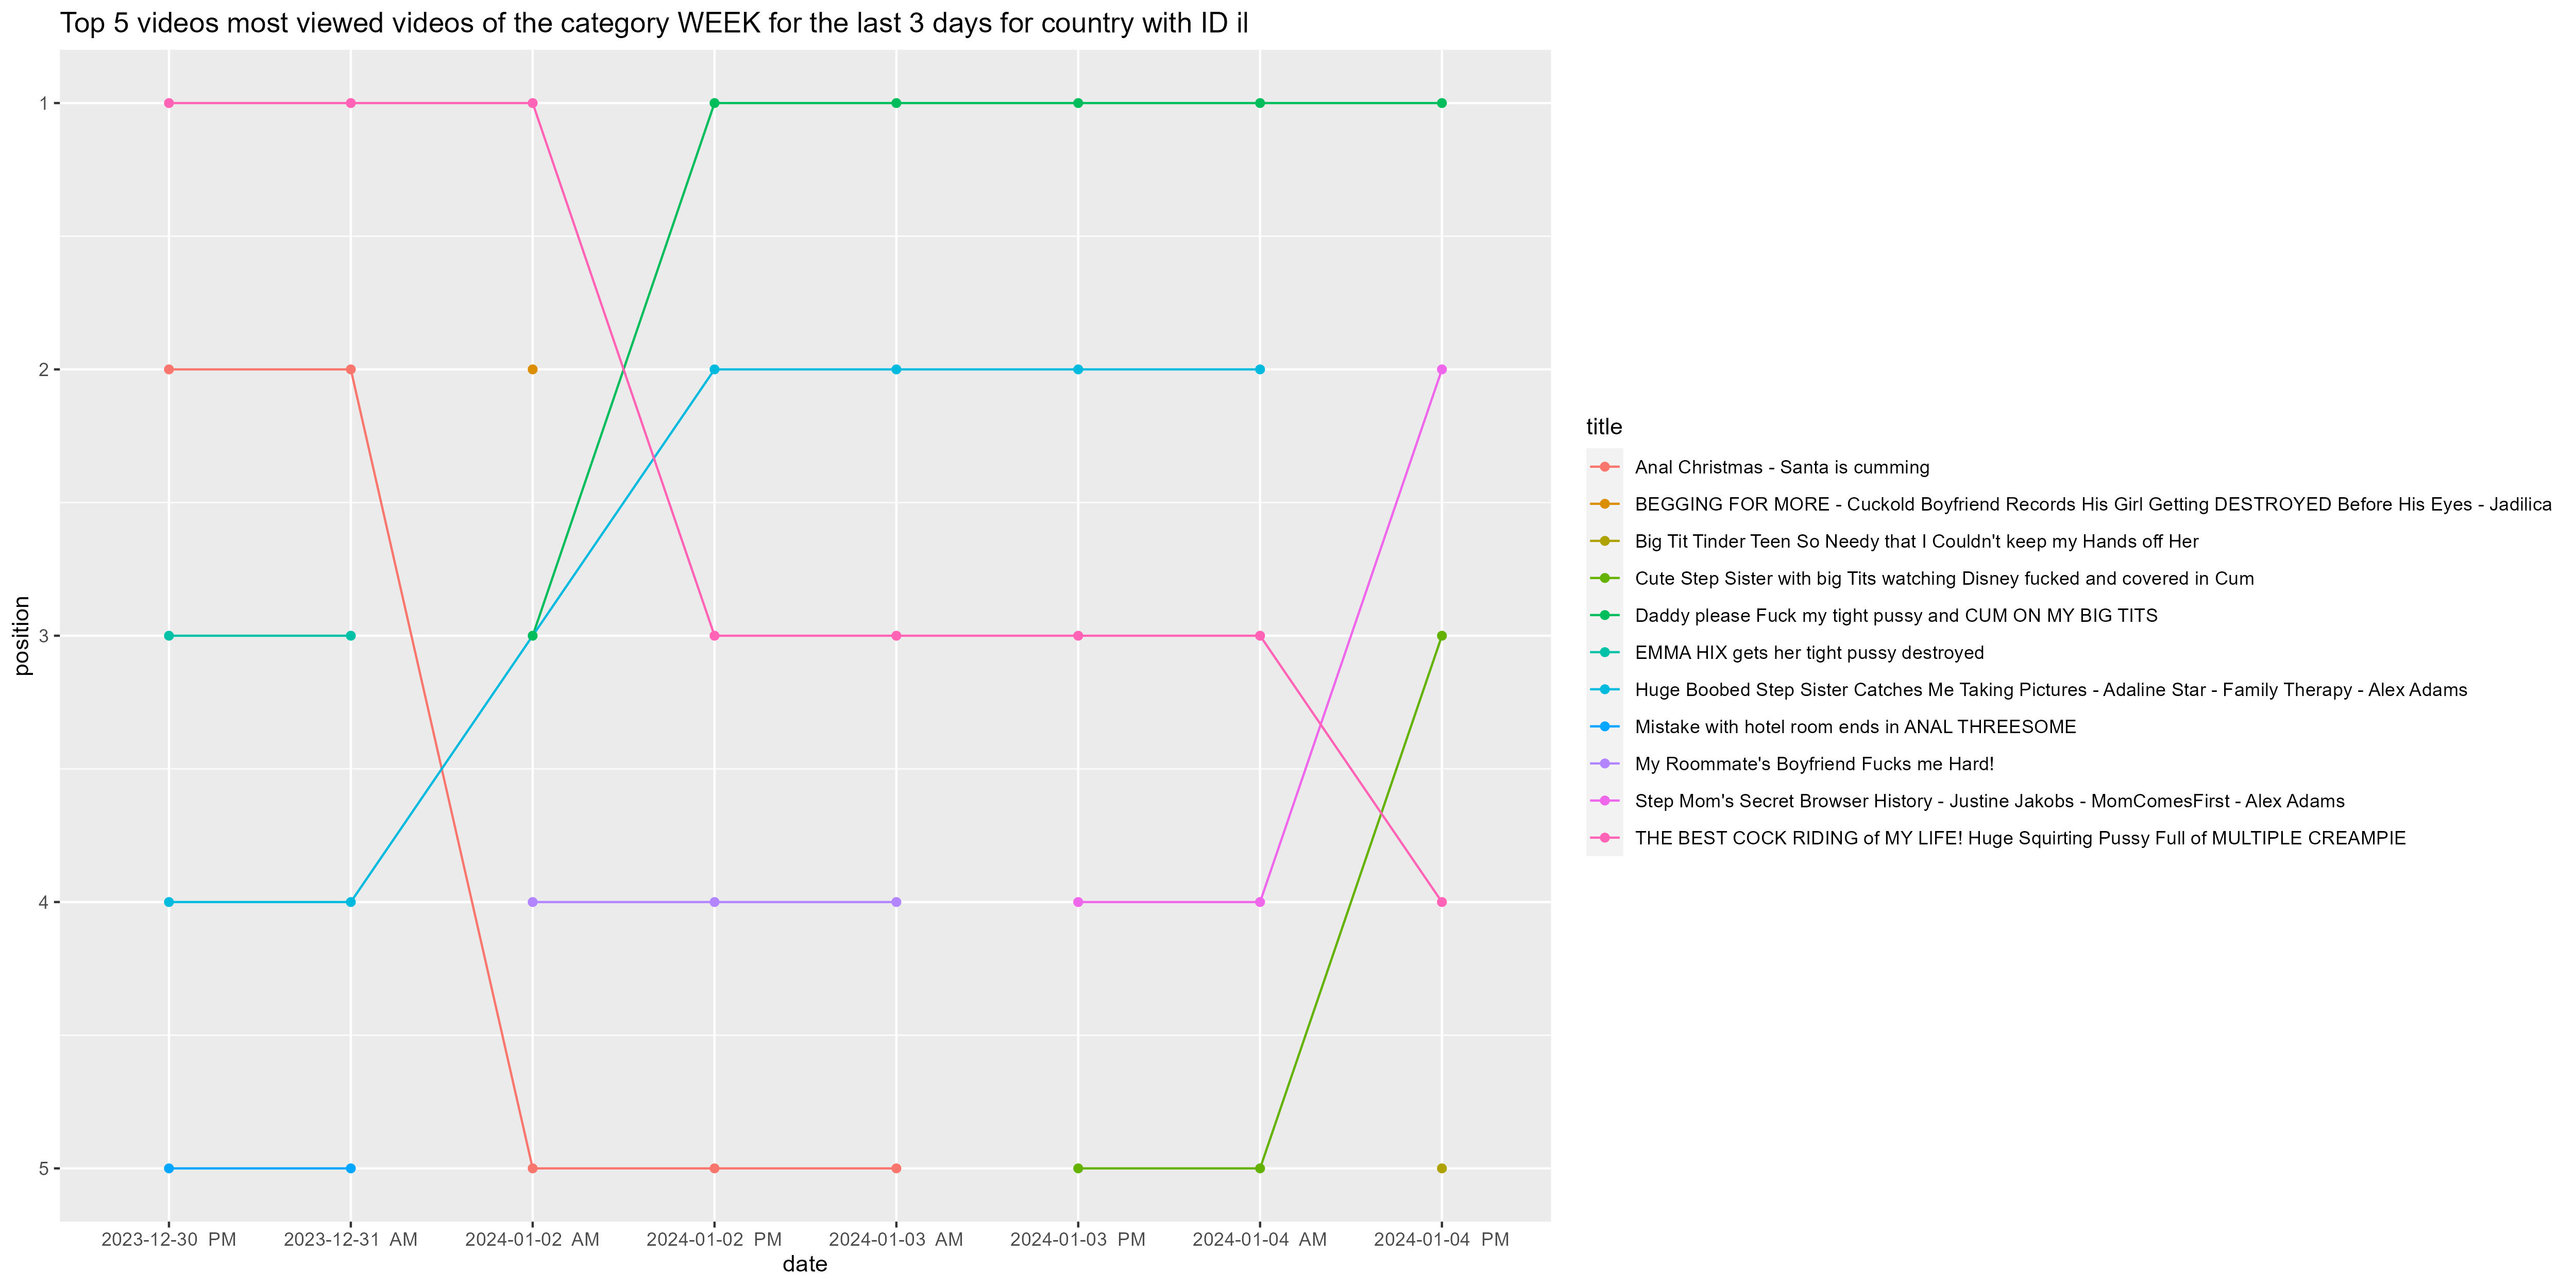 Top 5 videos most viewed videos of the category WEEK for the last 3 days for country with ID il
position
1
2
3
4
5
2023-12-30 PM
2023-12-31 AM
2024-01-02 AM
2024-01-02 PM
2024-01-03 AM
2024-01-03 PM
2024-01-04 AM
2024-01-04 PM
date
title
Anal Christmas - Santa is cumming
BEGGING FOR MORE - Cuckold Boyfriend Records His Girl Getting DESTROYED Before His Eyes - Jadilica
Big Tit Tinder Teen So Needy that I Couldn't keep my Hands off Her
Cute Step Sister with big Tits watching Disney fucked and covered in Cum
Daddy please Fuck my tight pussy and CUM ON MY BIG TITS
EMMA HIX gets her tight pussy destroyed
Huge Boobed Step Sister Catches Me Taking Pictures - Adaline Star - Family Therapy - Alex Adams
Mistake with hotel room ends in ANAL THREESOME
My Roommate's Boyfriend Fucks me Hard!
Step Mom's Secret Browser History - Justine Jakobs - MomComesFirst - Alex Adams
THE BEST COCK RIDING of MY LIFE! Huge Squirting Pussy Full of MULTIPLE CREAMPIE